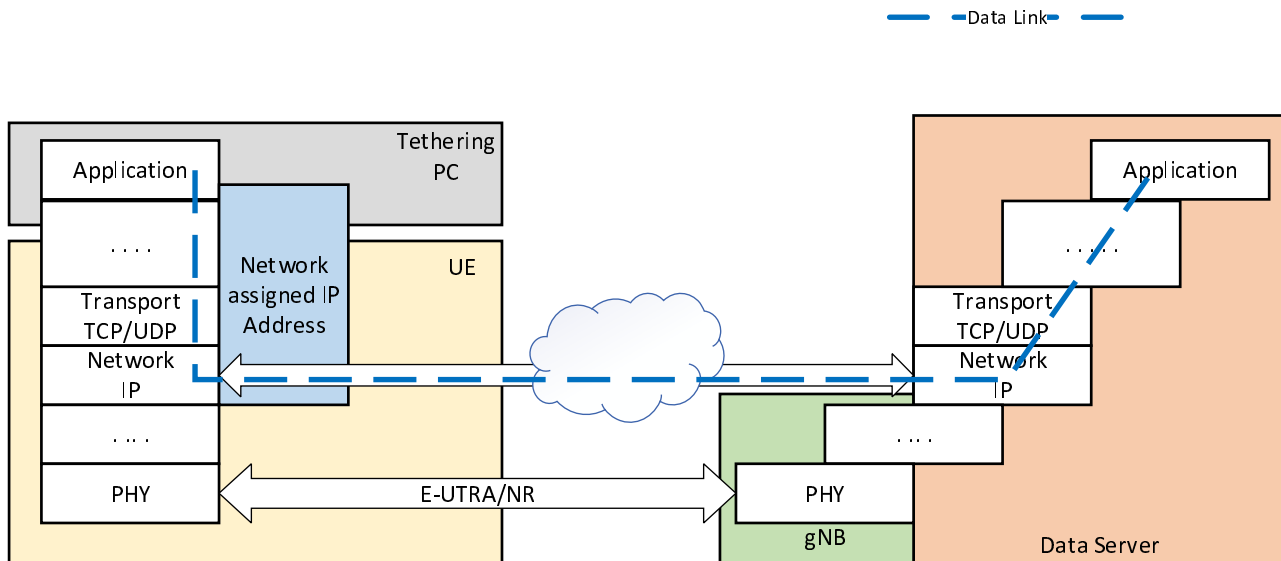 Data Link
Tethering
PC
Application
. . . .
UE
Network
assigned IP
Address
Transport
TCP/UDP
Network
IP
. ... .
PHY
E-UTRA/NR
Application
. ... .
Transport
TCP/UDP
Network
IP
. ... .
PHY
gNB
Data Server